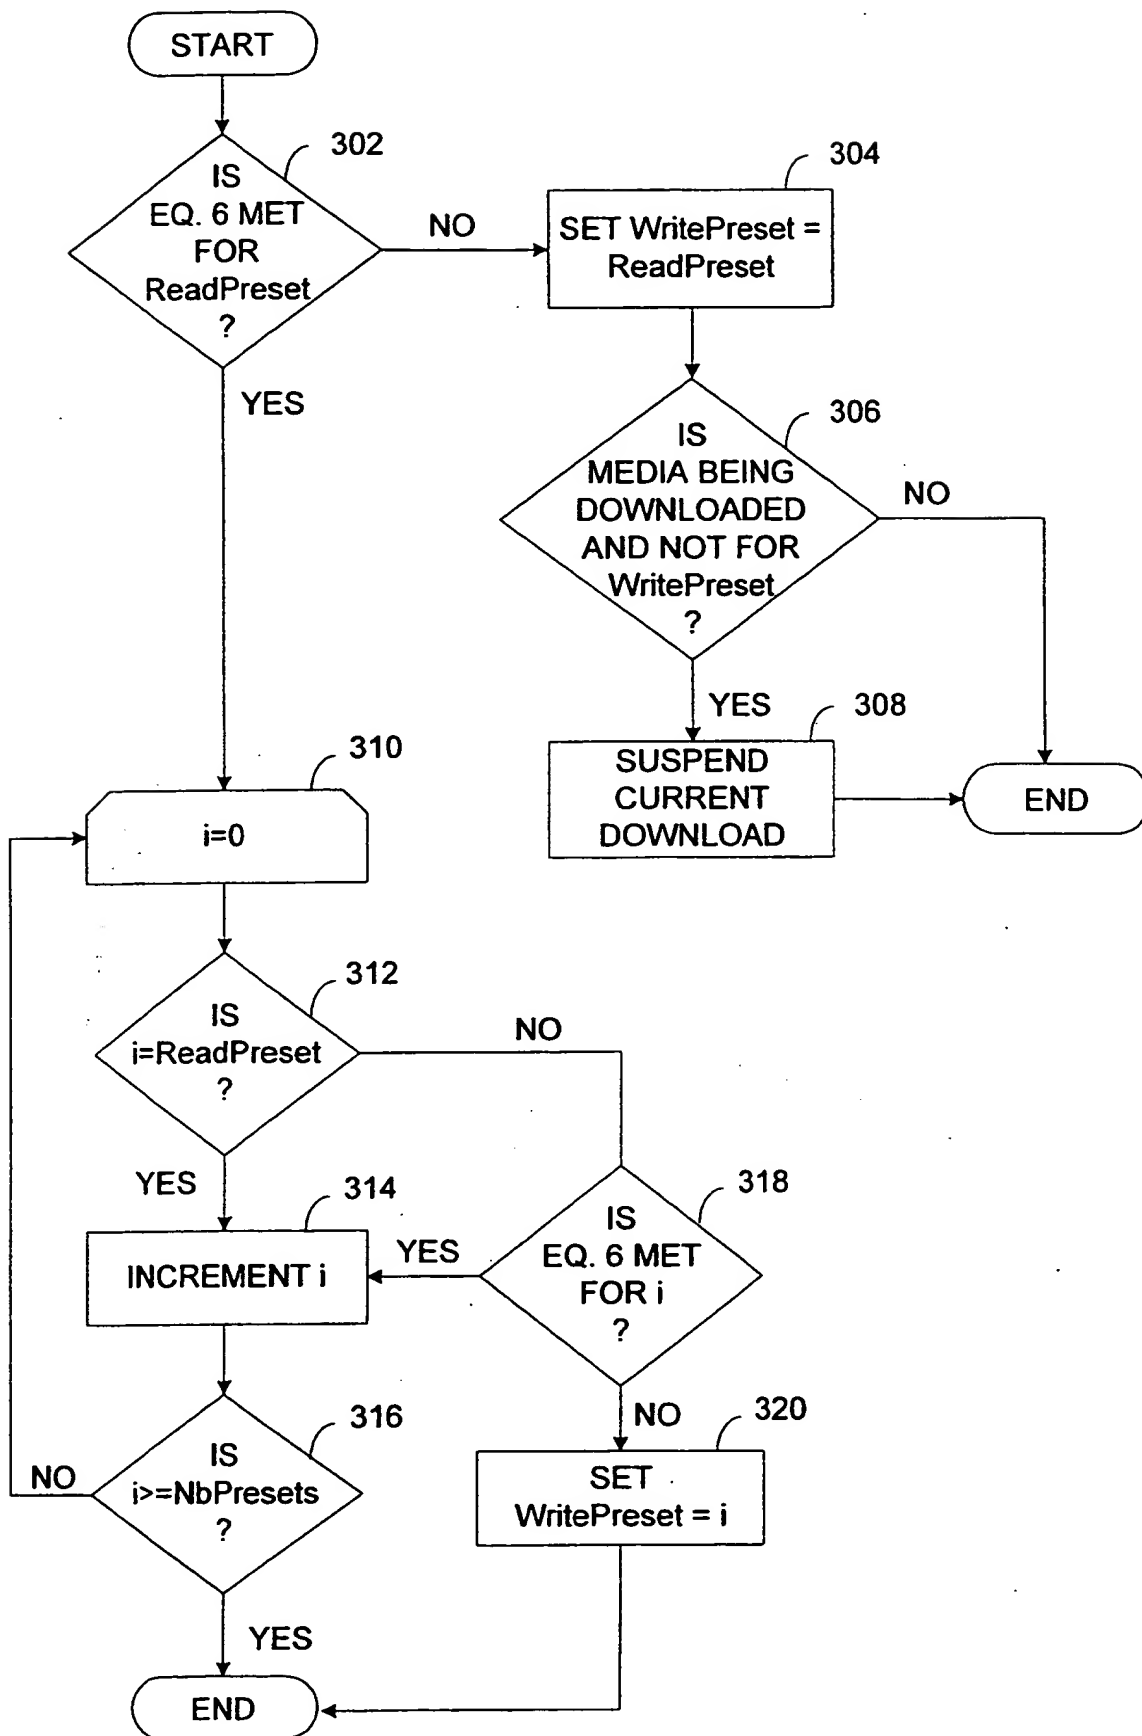 START
302
IS
EQ. 6 MET
FOR
ReadPreset
?
NO
304
SET WritePreset =
ReadPreset
YES
306
IS
MEDIA BEING
DOWNLOADED
AND NOT FOR
WritePreset
?
NO
YES
308
SUSPEND
CURRENT
DOWNLOAD
END
310
i=0
312
IS
i=ReadPreset
?
NO
YES
314
INCREMENT i
YES
318
IS
EQ. 6 MET
FOR i
?
316
IS
i>=NbPresets
?
NO
NO
320
SET
WritePreset = i
YES
END